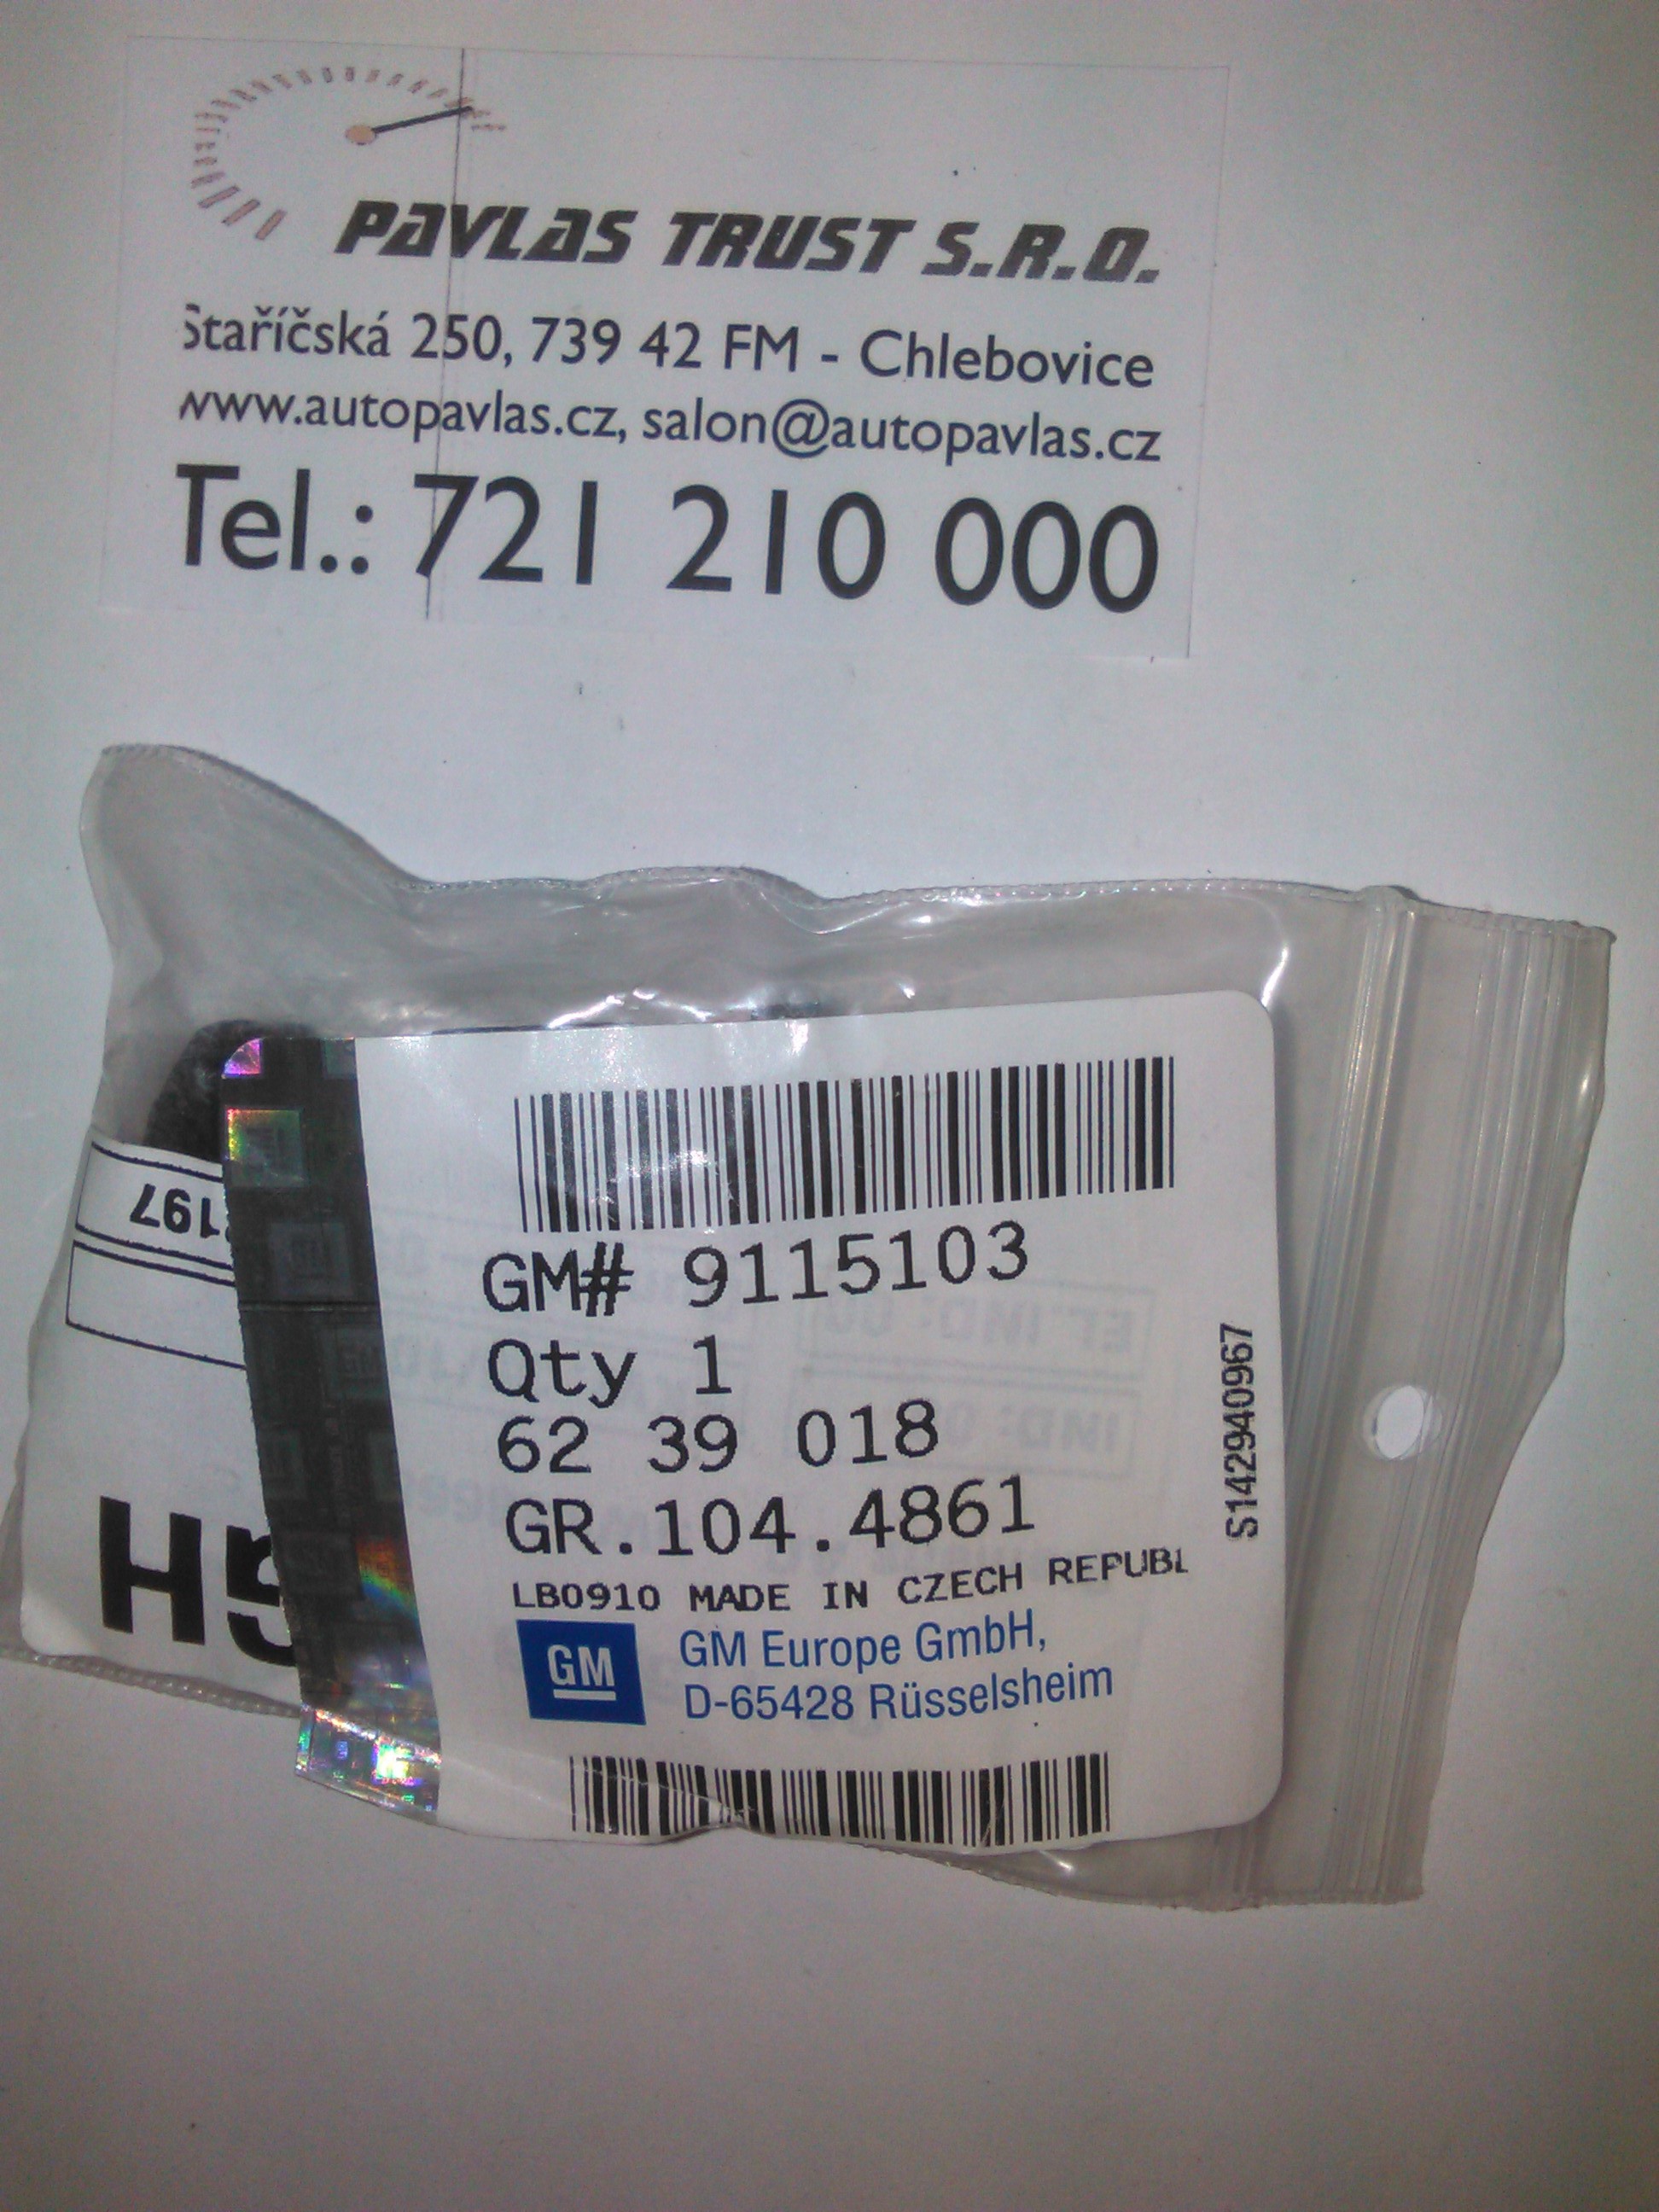 PAVLAS TRUST S.R.O.
Staříčská 250, 739 42 FM - Chlebovice
www.autopavlas.cz, salon@autopavlas.cz
Tel.: 721 210 000
197
GM# 9115103
Qty 1
62 39 018
GR.104.4861
LB0910 MADE IN CZECH REPUBL
GM
GM Europe GmbH,
D-65428 Rüsselsheim
S142940967